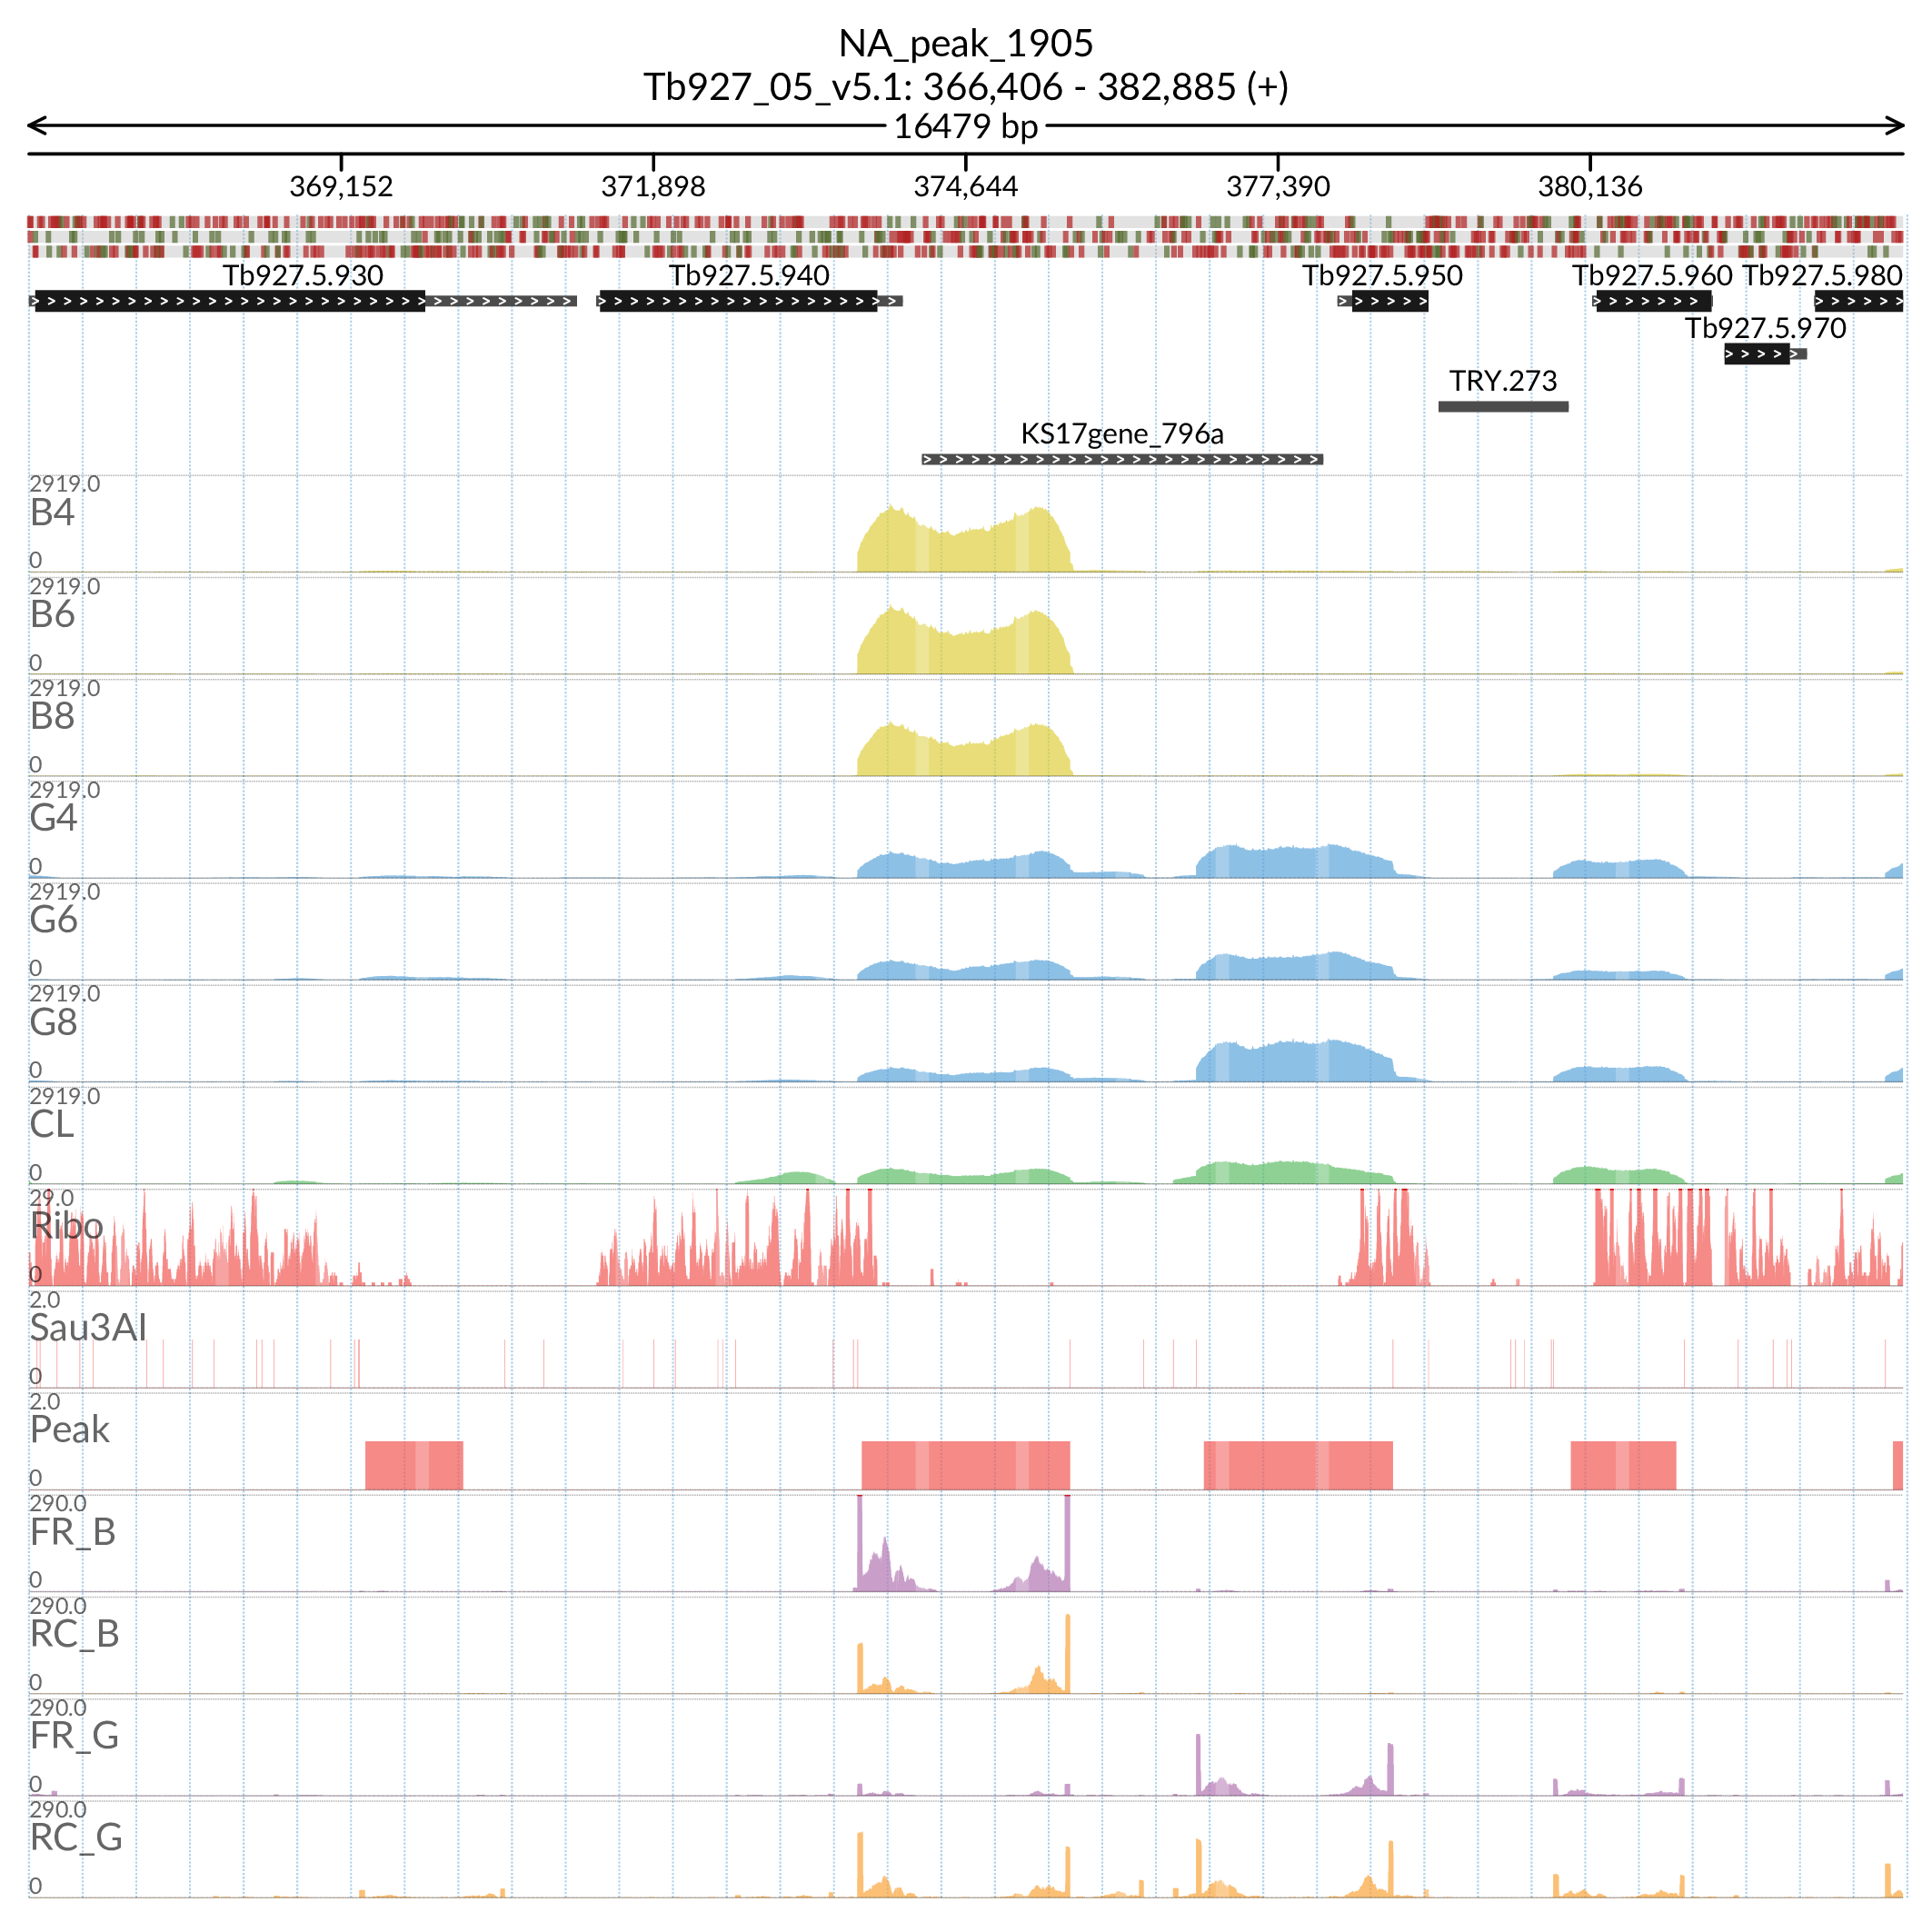 NA_peak_1905
Tb927_05_v5.1: 366,406 - 382,885 (+)
16479 bp
369,152 371,898 374,644 377,390 380,136
Tb927.5.930 Tb927.5.940 Tb927.5.950 Tb927.5.960 Tb927.5.980
Tb927.5.970
TRY.273
KS17gene_796a
2919.0
B4
0
2919.0
B6
0
2919.0
B8
0
2919.0
G4
0
2919.0
G6
0
2919.0
G8
0
2919.0
CL
0
29.0
Ribo
0
2.0
Sau3AI
0
2.0
Peak
0
290.0
FR_B
0
290.0
RC_B
0
290.0
FR_G
0
290.0
RC_G
0